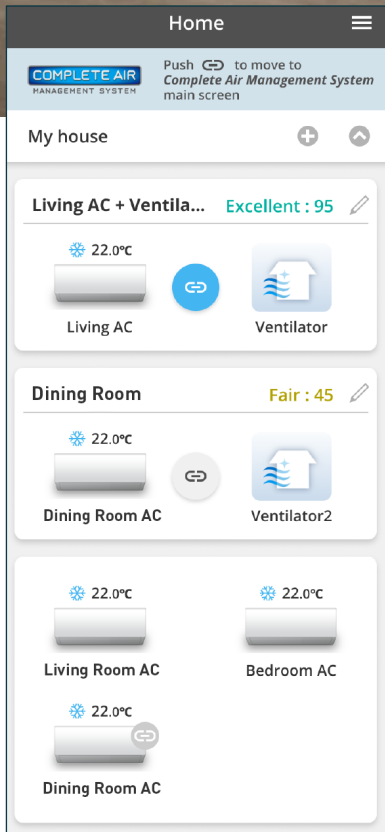 Home
COMPLETE AIR
MANAGEMENT SYSTEM
Push to move to
Complete Air Management System
main screen
My house
Living AC + Ventila... Excellent : 95
22.0℃
Living AC Ventilator
Dining Room Fair : 45
22.0℃
Dining Room AC Ventilator2
22.0℃ 22.0℃
Living Room AC Bedroom AC
22.0℃
Dining Room AC